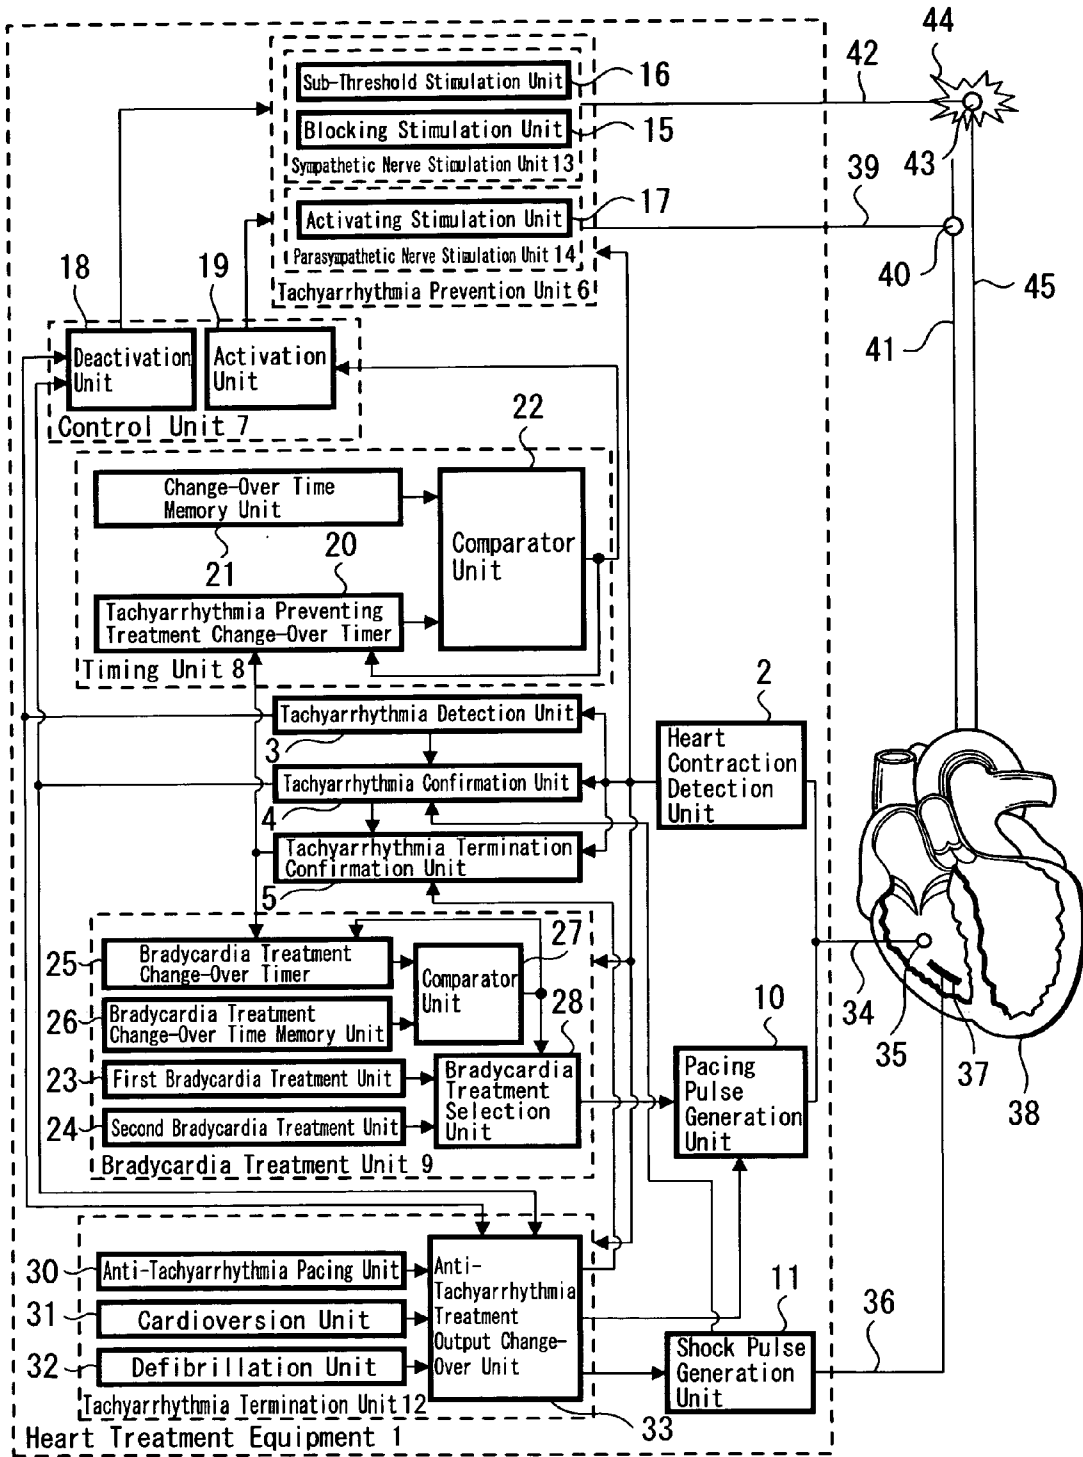 44
42
Sub-Threshold Stimulation Unit
16
Blocking Stimulation Unit
15
Sympathetic Nerve Stimulation Unit 13
43
39
Activating Stimulation Unit
17
Parasympathetic Nerve Stimulation Unit 14
40
Tachyarrhythmia Prevention Unit 6
45
18
19
41
Deactivation
Unit
Activation
Unit
Control Unit 7
22
Change-Over Time
Memory Unit
21
20
Comparator
Unit
Tachyarrhythmia Preventing
Treatment Change-Over Timer
Timing Unit 8
2
Tachyarrhythmia Detection Unit
3
Heart
Contraction
Detection
Unit
Tachyarrhythmia Confirmation Unit
4
Tachyarrhythmia Termination
Confirmation Unit
5
27
25
Bradycardia Treatment
Change-Over Timer
Comparator
Unit
26
Bradycardia Treatment
Change-Over Time Memory Unit
28
10
34
35
37
38
23
First Bradycardia Treatment Unit
Bradycardia
Treatment
Selection
Unit
Pacing
Pulse
Generation
Unit
24
Second Bradycardia Treatment Unit
Bradycardia Treatment Unit 9
30
Anti-Tachyarrhythmia Pacing Unit
Anti-
Tachyarrhythmia
Treatment
Output Change-
Over Unit
11
36
31
Cardioversion Unit
32
Defibrillation Unit
Shock Pulse
Generation
Unit
Tachyarrhythmia Termination Unit 12
33
Heart Treatment Equipment 1